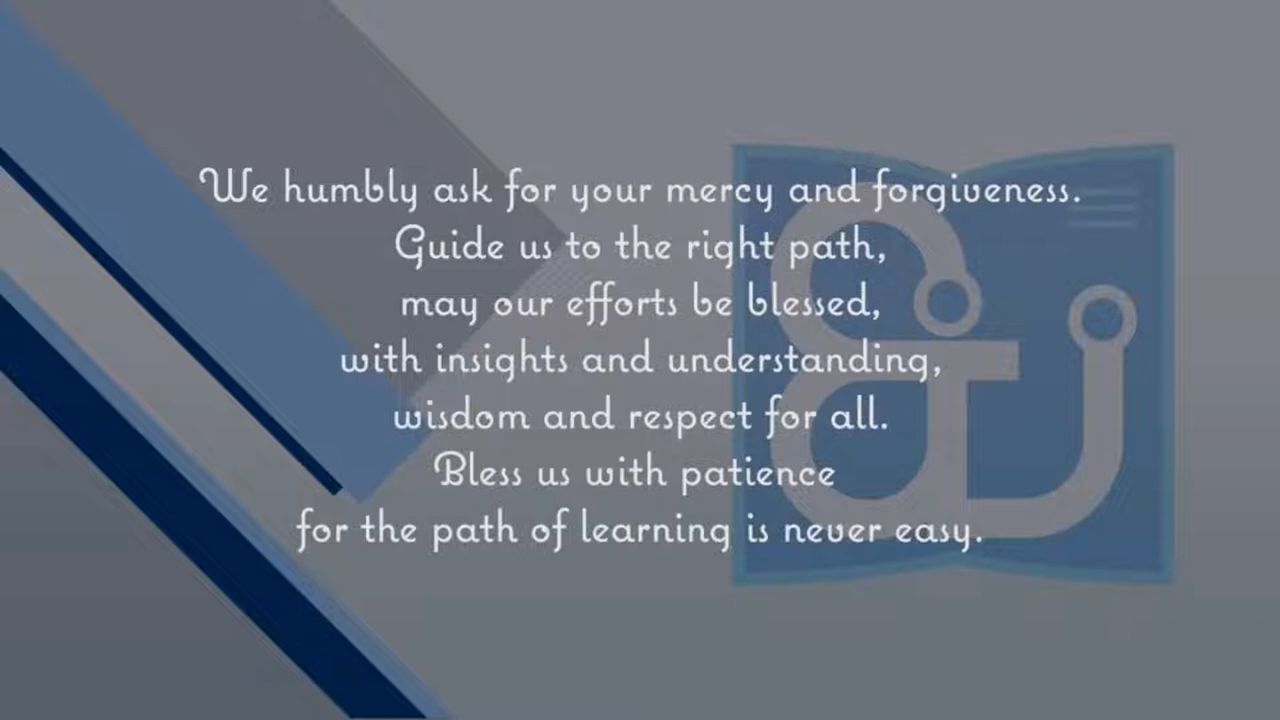 We humbly ask for your mercy and forgiveness.
Guide us to the right path,
may our efforts be blessed,
with insights and understanding,
wisdom and respect for all.
Bless us with patience
for the path of learning is never easy.